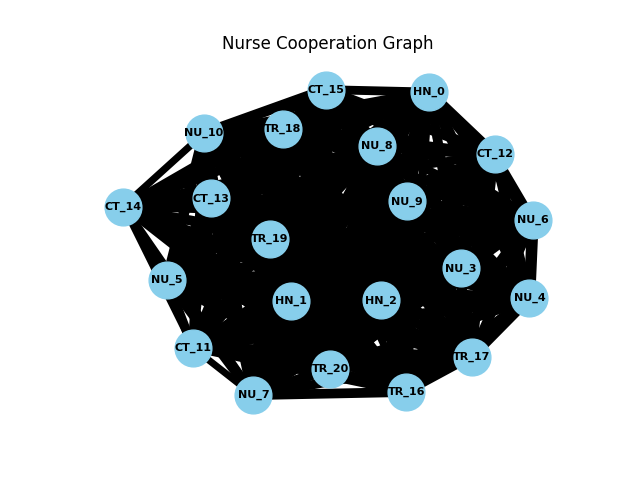 Nurse Cooperation Graph
CT_15
HN_0
TR_18
NU_10
NU_8
CT_12
CT_13
NU_9
CT_14
NU_6
TR_19
NU_3
NU_5
NU_4
HN_1
HN_2
CT_11
TR_17
TR_20
NU_7
TR_16